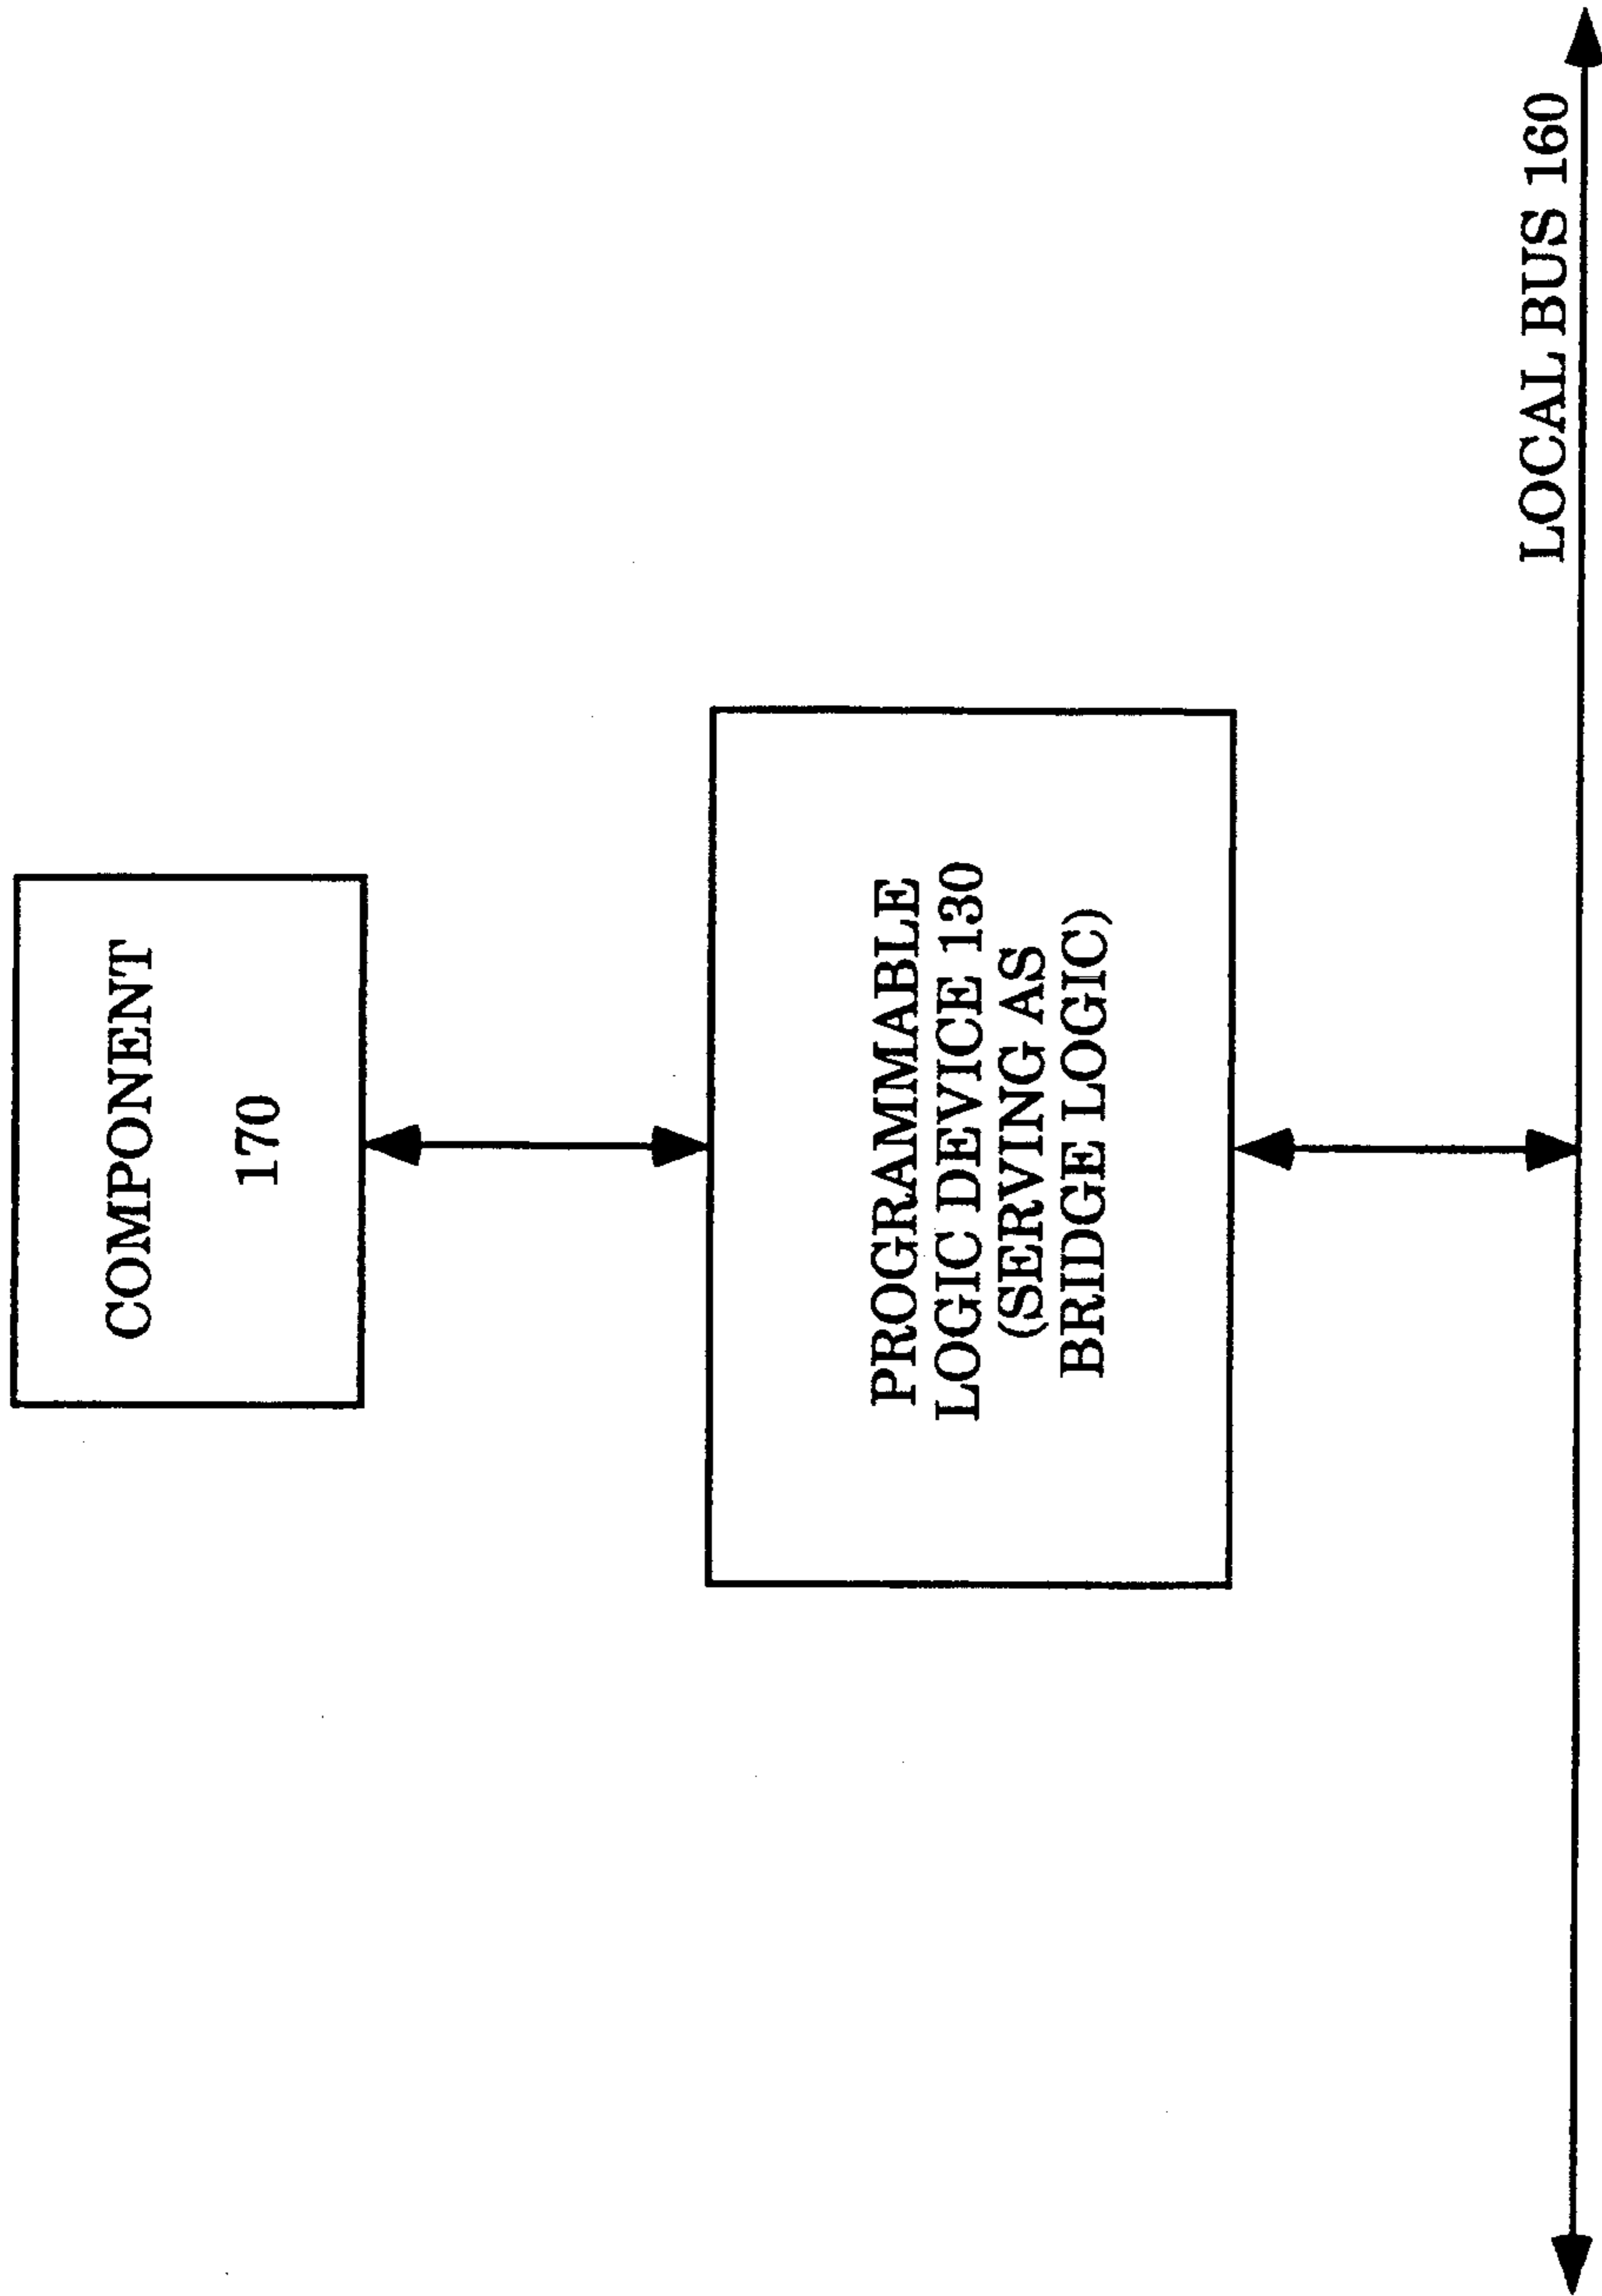 COMPONENT
170
PROGRAMMABLE
LOGIC DEVICE 130
(SERVING AS
BRIDGE LOGIC)
LOCAL BUS 160